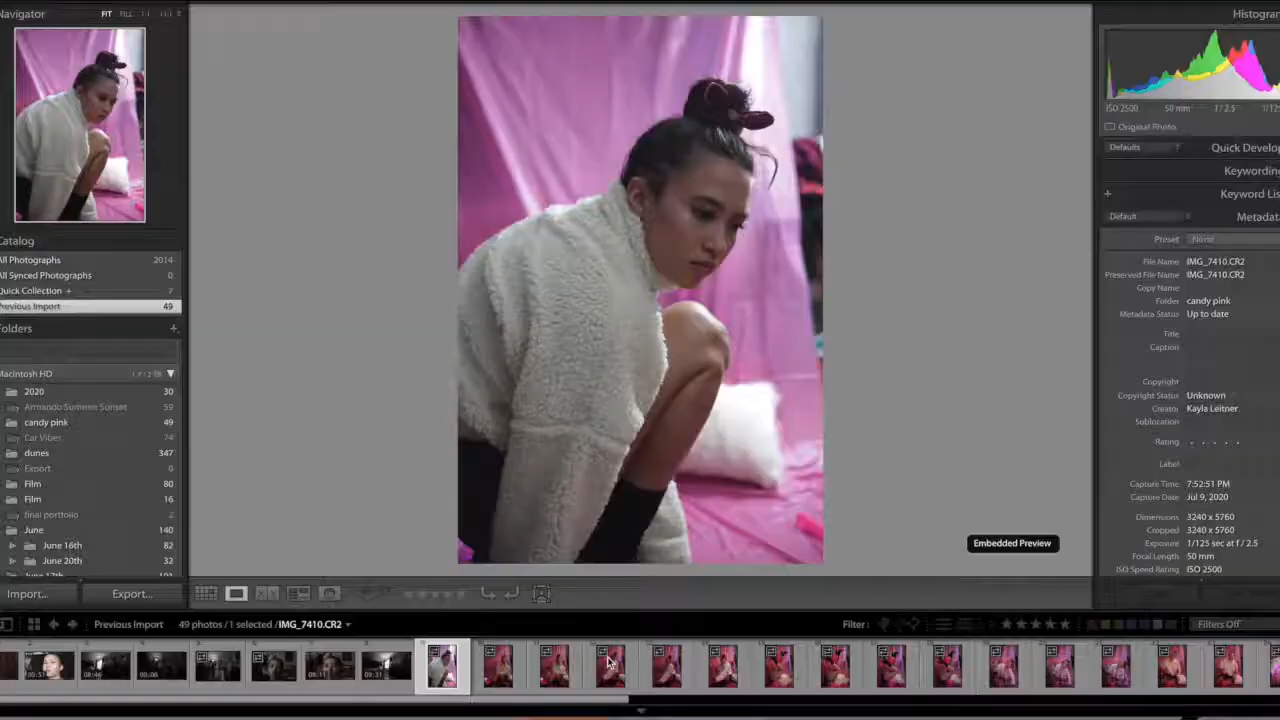 Navigator FIT FILL
Catalog
All Photographs 2014
All Synced Photographs 0
Quick Collection + 7
Previous Import 49
Folders +
Macintosh HD
2020 30
Armando Summer Sunset 59
candy pink 49
Car Vibes 74
dunes 347
Export 0
Film 80
Film 16
final portfolio 2
June 140
June 16th 82
June 20th 32
June 17th
Import... Export...
Embedded Preview
Histogram
ISO 2500 50 mm f / 2.5
Original Photo
Defaults Quick Develop
Keywording
+ Keyword List
Default Metadata
Preset None
File Name IMG_7410.CR2
Preserved File Name IMG_7410.CR2
Copy Name
Folder candy pink
Metadata Status Up to date
Title
Caption
Copyright
Copyright Status Unknown
Creator Kayla Leitner
Sublocation
Rating . . . . .
Label
Capture Time 7:52:51 PM
Capture Date Jul 9, 2020
Dimensions 3240 x 5760
Cropped 3240 x 5760
Exposure 1/125 sec at f / 2.5
Focal Length 50 mm
ISO Speed Rating ISO 2500
Previous Import 49 photos / 1 selected / IMG_7410.CR2 Filter: Filters Off